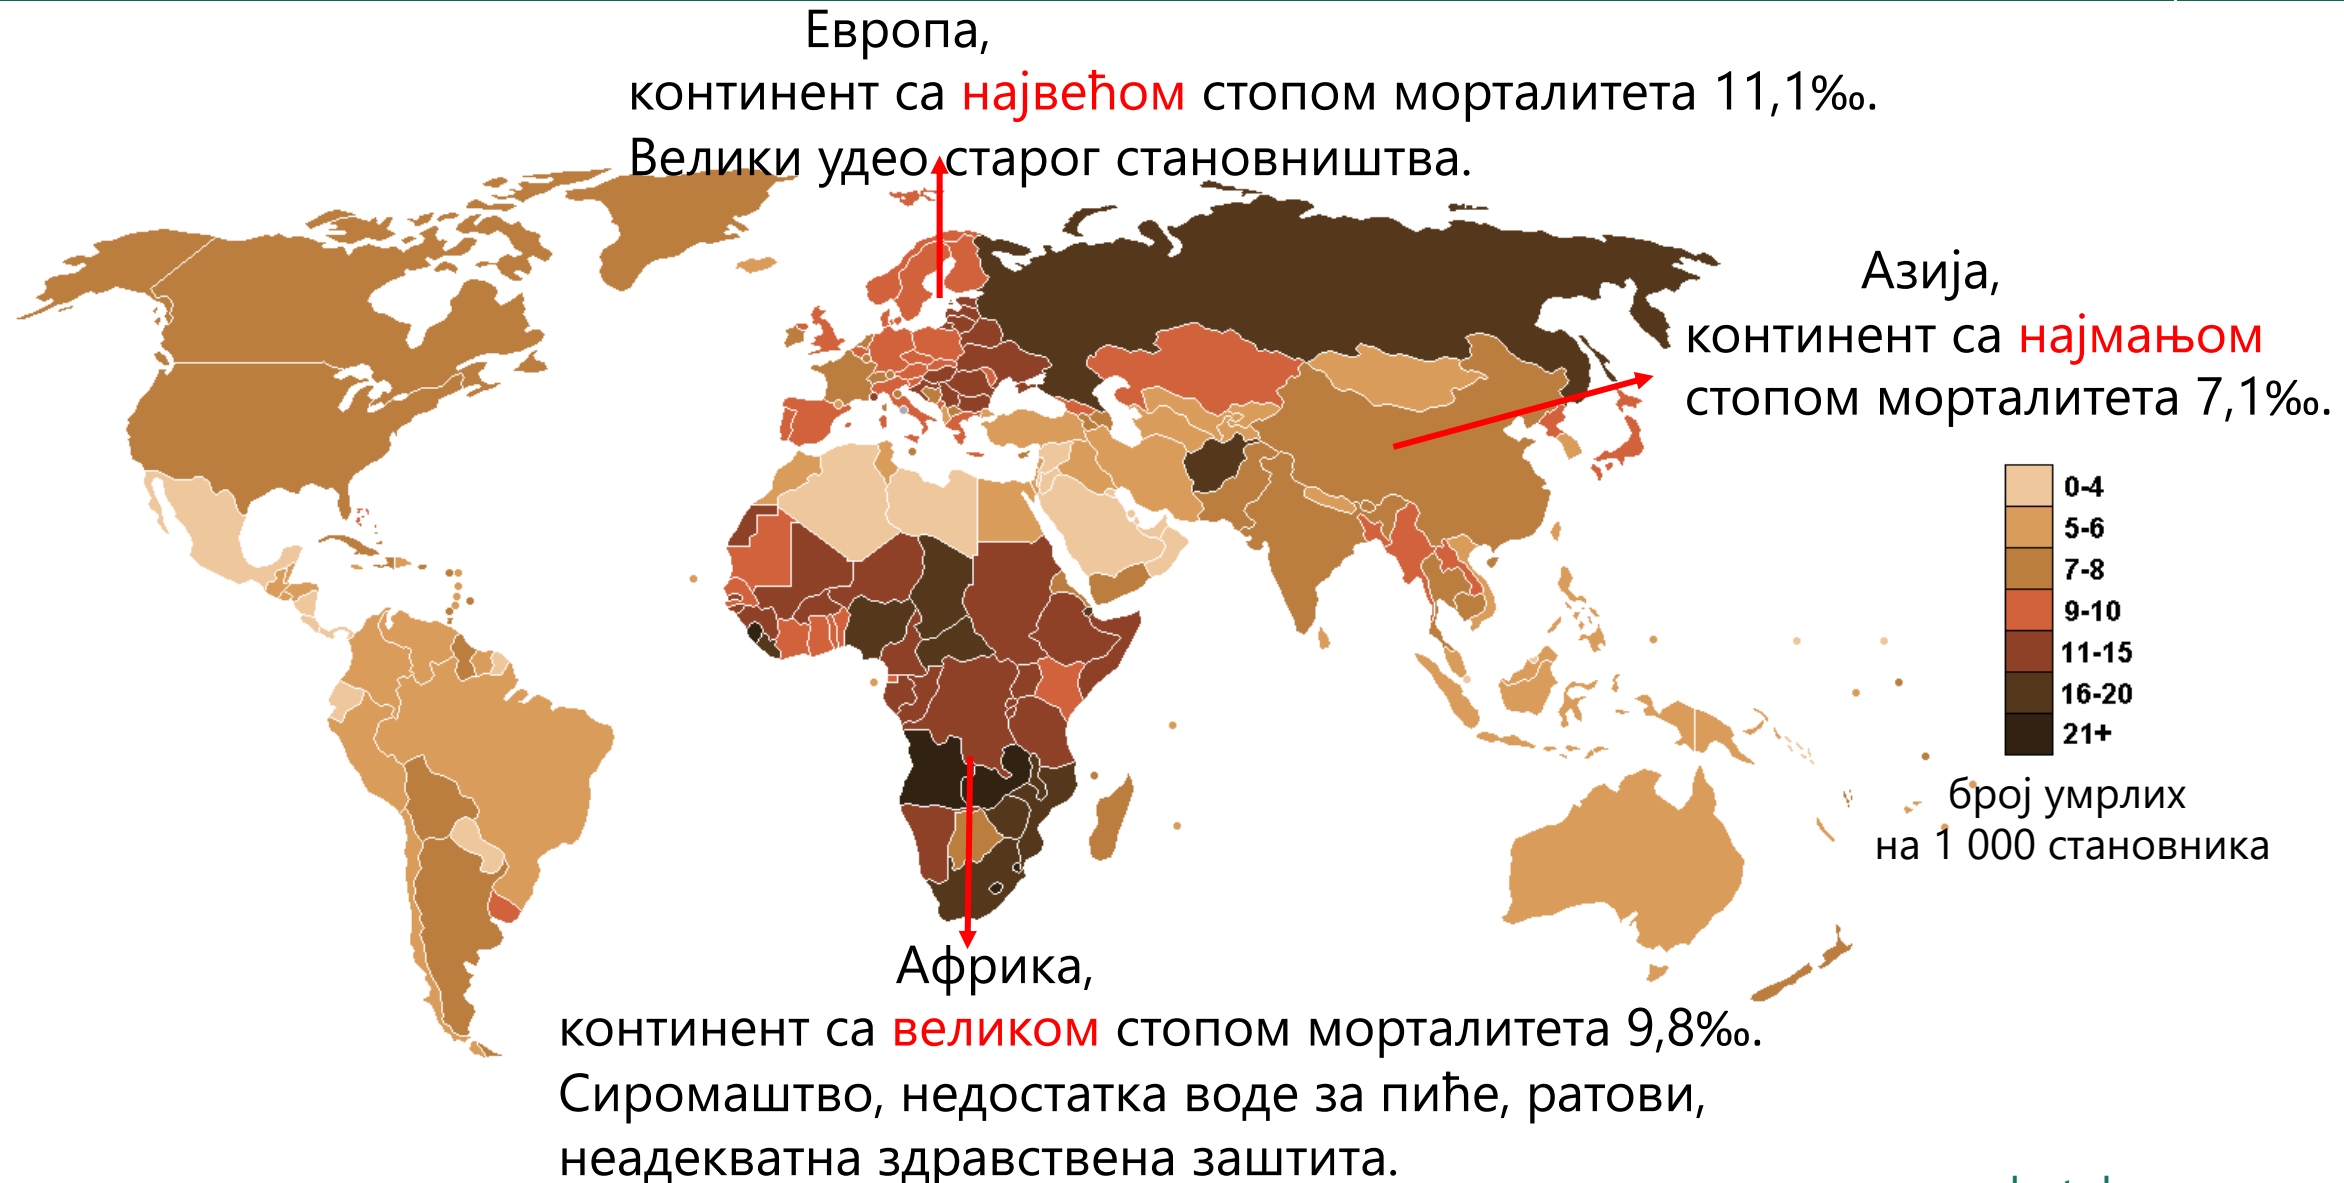 Европа,
континент са највећом стопом морталитета 11,1‰.
Велики удео старог становништва.
Азија,
континент са најмањом
стопом морталитета 7,1‰.
0-4
5-6
7-8
9-10
11-15
16-20
21+
број умрлих
на 1 000 становника
Африка,
континент са великом стопом морталитета 9,8‰.
Сиромаштво, недостатка воде за пиће, ратови,
неадекватна здравствена заштита.